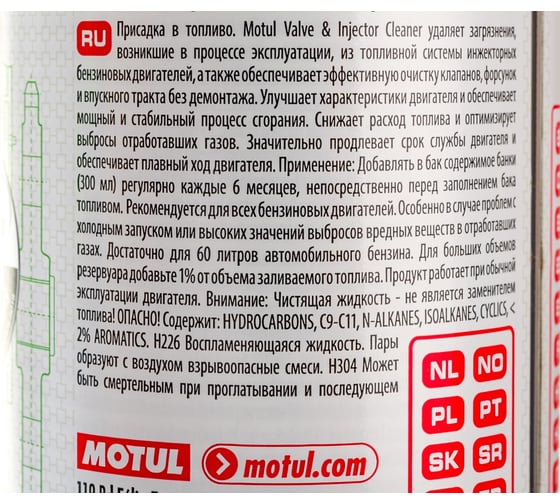 RU Присадка в топливо. Motul Valve & Injector Cleaner удаляет загрязнения,
возникшие в процессе эксплуатации, из топливной системы инжекторных
бензиновых двигателей, а также обеспечивает эффективную очистку клапанов, форсунок
и впускного тракта без демонтажа. Улучшает характеристики двигателя и обеспечивает
мощный и стабильный процесс сгорания. Снижает расход топлива и оптимизирует
выбросы отработавших газов. Значительно продлевает срок службы двигателя и
обеспечивает плавный ход двигателя. Применение: Добавлять в бак содержимое банки
(300 мл) регулярно каждые 6 месяцев, непосредственно перед заполнением бака
топливом. Рекомендуется для всех бензиновых двигателей. Особенно в случае проблем с
холодным запуском или высоких значений выбросов вредных веществ в отработавших
газах. Достаточно для 60 литров автомобильного бензина. Для больших объемов
резервуара добавьте 1% от объема заливаемого топлива. Продукт работает при обычной
эксплуатации двигателя. Внимание: Чистящая жидкость - не является заменителем
топлива! ОПАСНО! Содержит: HYDROCARBONS, C9-C11, N-ALKANES, ISOALKANES, CYCLICS, <
2% AROMATICS. H226 Воспламеняющаяся жидкость. Пары
образуют с воздухом взрывоопасные смеси. H304 Может
быть смертельным при проглатывании и последующем
NL NO
PL PT
SK SR
MOTUL motul.com